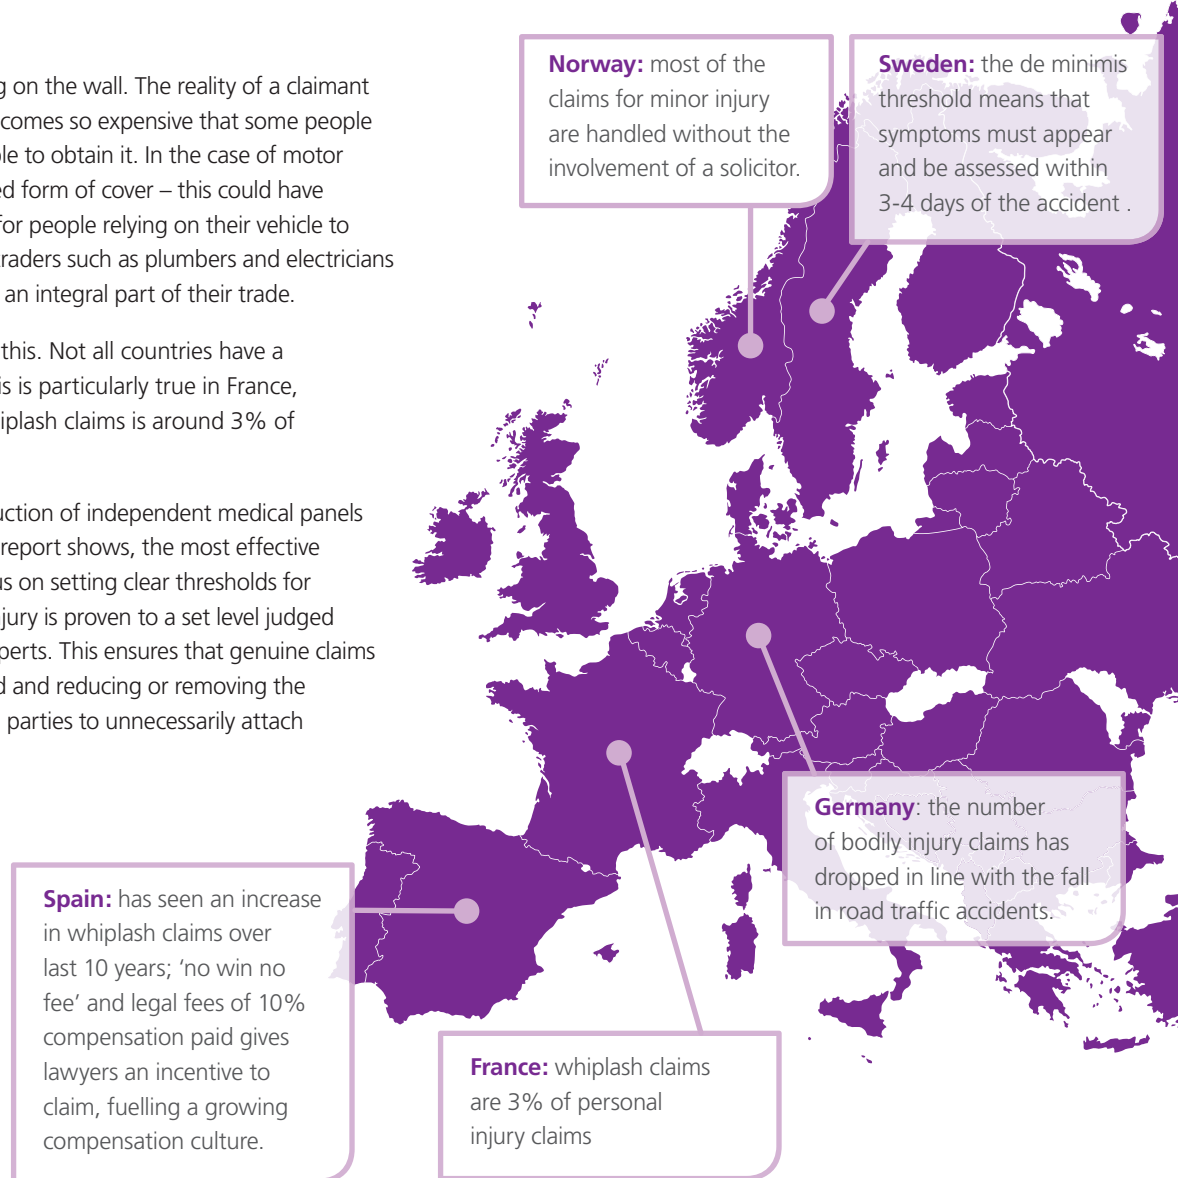 g on the wall. The reality of a claimant
comes so expensive that some people
ble to obtain it. In the case of motor
ed form of cover – this could have
for people relying on their vehicle to
traders such as plumbers and electricians
an integral part of their trade.
this. Not all countries have a
is is particularly true in France,
iplash claims is around 3% of
uction of independent medical panels
report shows, the most effective
us on setting clear thresholds for
jury is proven to a set level judged
perts. This ensures that genuine claims
d and reducing or removing the
parties to unnecessarily attach
Norway: most of the
claims for minor injury
are handled without the
involvement of a solicitor.
Sweden: the de minimis
threshold means that
symptoms must appear
and be assessed within
3-4 days of the accident .
Germany: the number
of bodily injury claims has
dropped in line with the fall
in road traffic accidents.
Spain: has seen an increase
in whiplash claims over
last 10 years; ‘no win no
fee’ and legal fees of 10%
compensation paid gives
lawyers an incentive to
claim, fuelling a growing
compensation culture.
France: whiplash claims
are 3% of personal
injury claims